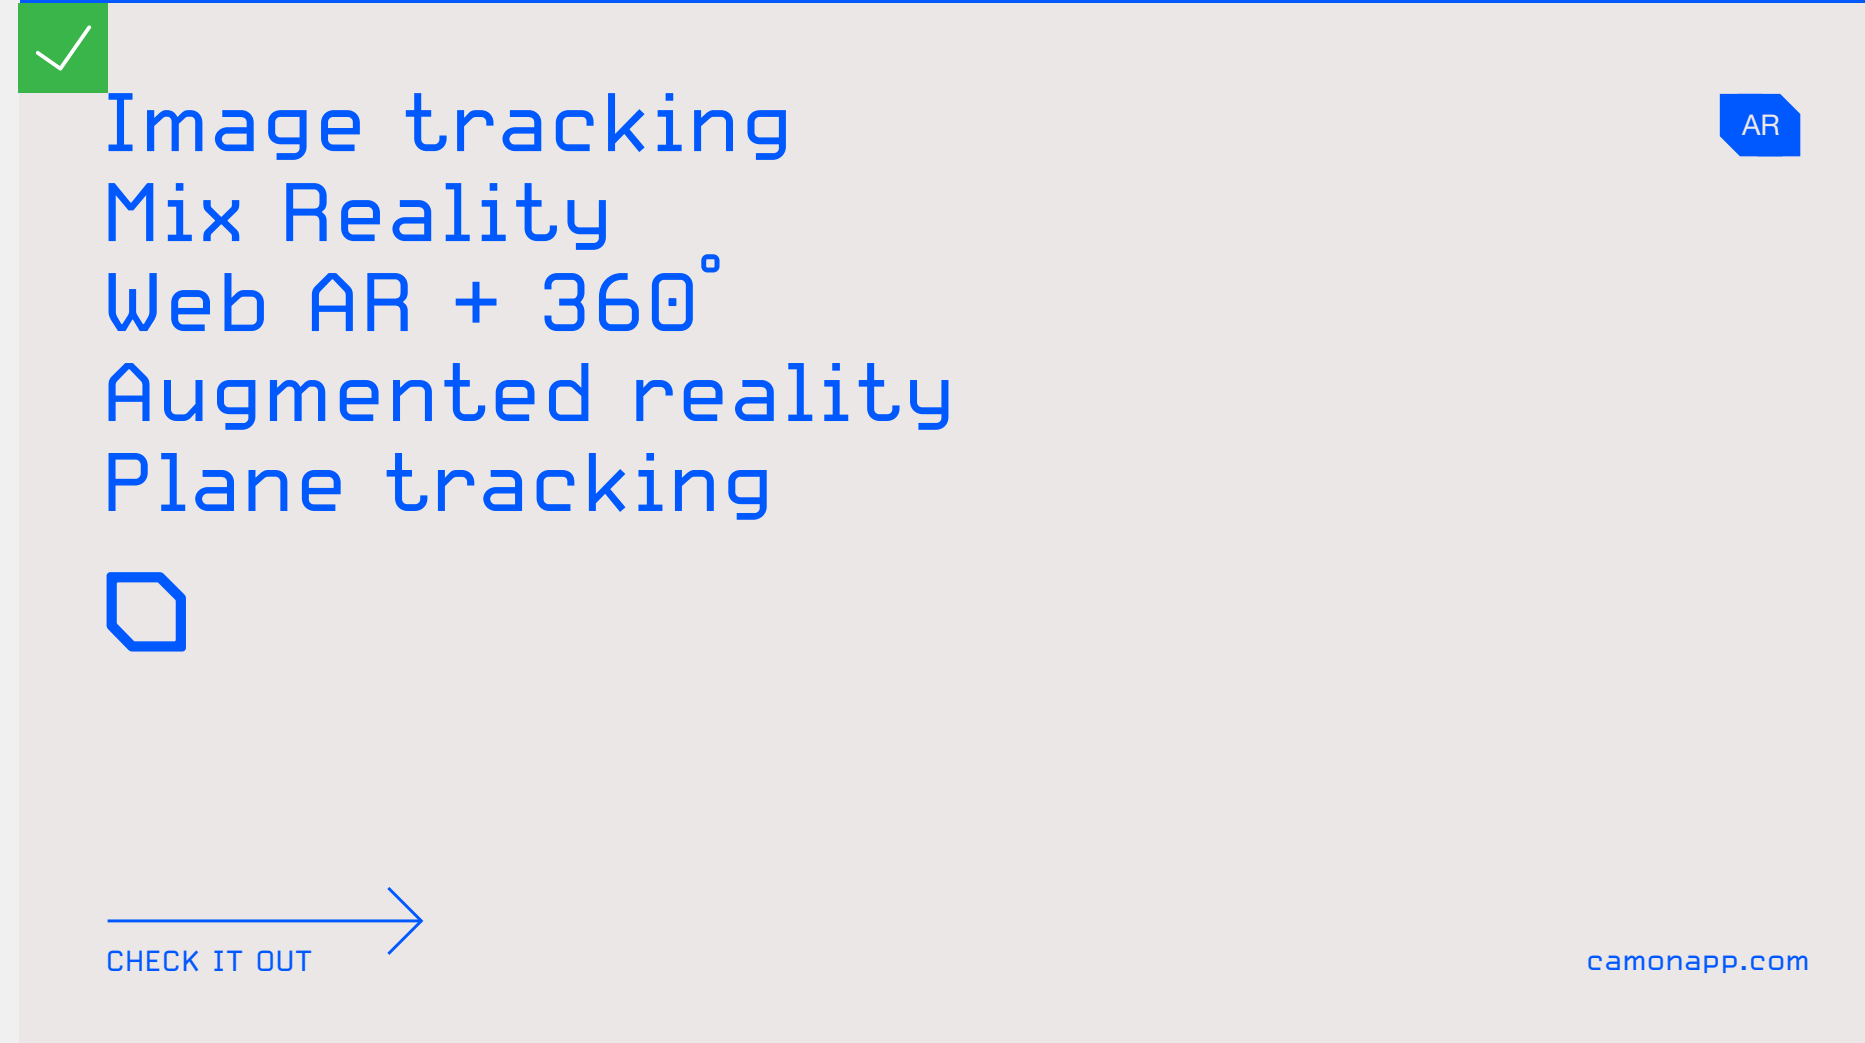 Image tracking
AR
Mix Reality
Web AR + 360°
Augmented reality
Plane tracking
CHECK IT OUT
camonapp.com